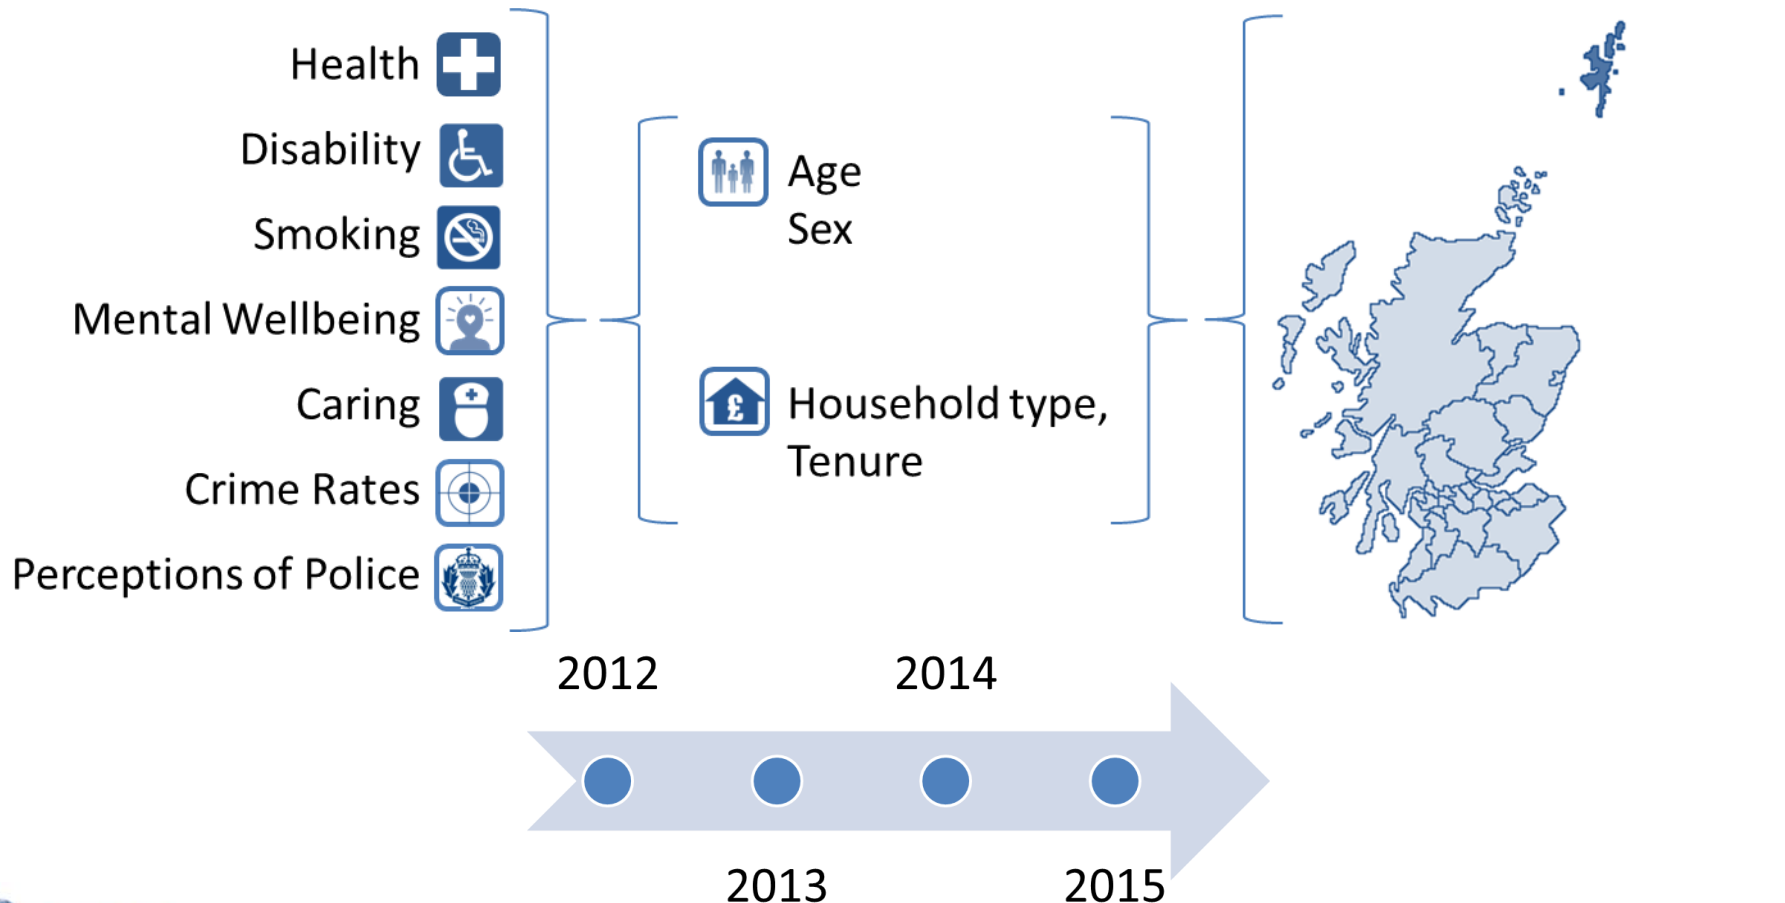 Health
Disability
Smoking
Mental Wellbeing
Caring
Crime Rates
Perceptions of Police
Age
Sex
£
Household type,
Tenure
2012
2014
2013
2015